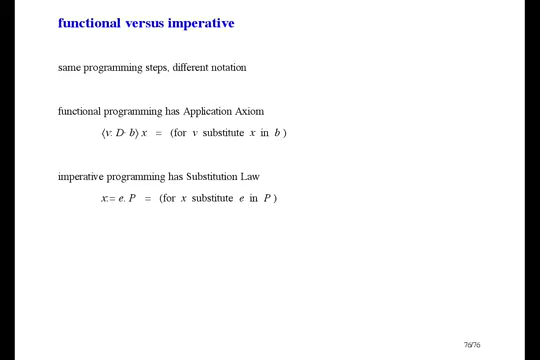 functional versus imperative
same programming steps, different notation
functional programming has Application Axiom
⟨v: D· b⟩ x = (for v substitute x in b )
imperative programming has Substitution Law
x:= e. P = (for x substitute e in P )
76/76